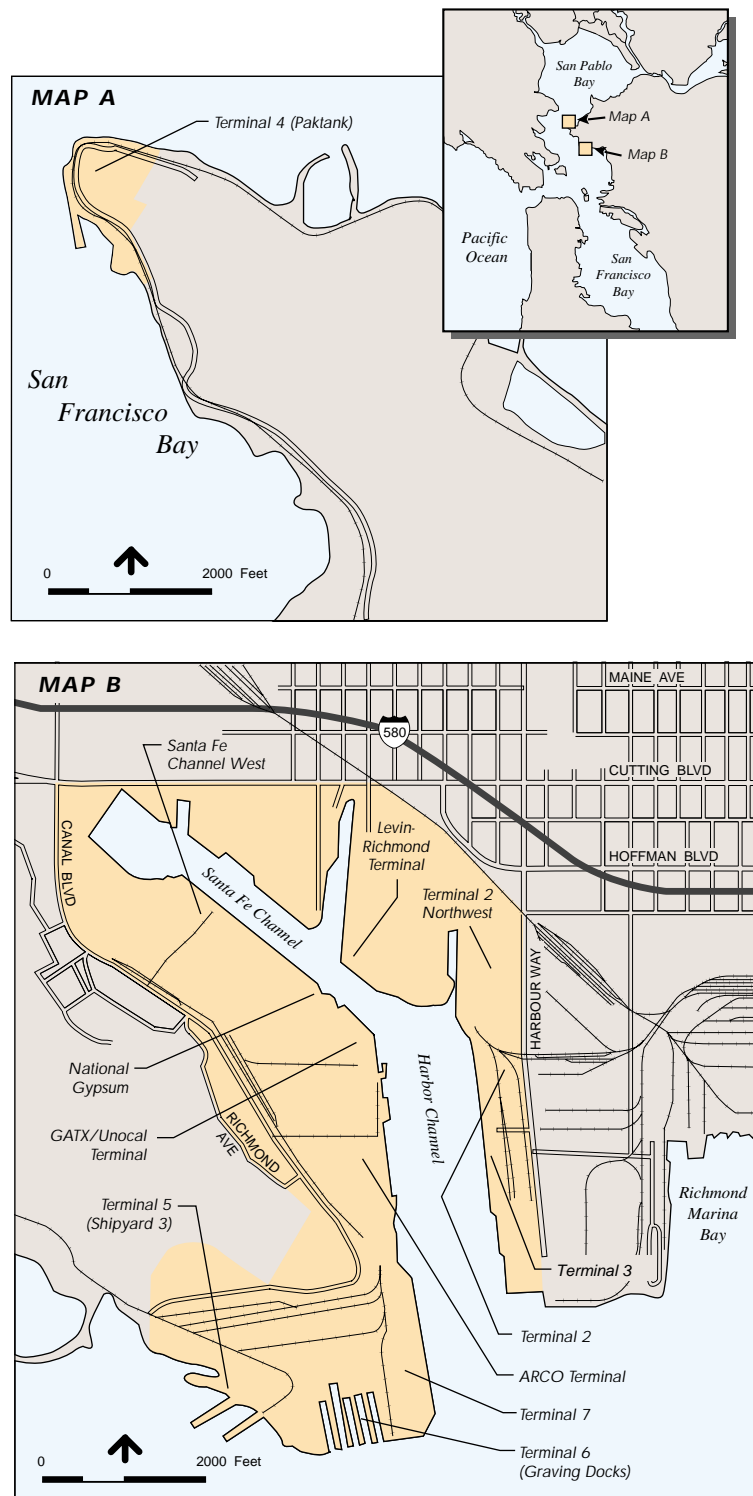 MAP A
Terminal 4 (Paktank)
San
Francisco
Bay
0 2000 Feet
San Pablo
Bay
Map A
Map B
Pacific
Ocean
San
Francisco
Bay
MAP B
MAINE AVE
580
Santa Fe
Channel West
CUTTING BLVD
Levin-
Richmond
Terminal
CANAL BLVD
HOFFMAN BLVD
Santa Fe Channel
Terminal 2
Northwest
HARBOUR WAY
National
Gypsum
Harbor Channel
GATX/Unocal
Terminal
RICHMOND
AVE
Terminal 5
(Shipyard 3)
Richmond
Marina
Bay
Terminal 3
Terminal 2
ARCO Terminal
Terminal 7
Terminal 6
(Graving Docks)
0 2000 Feet